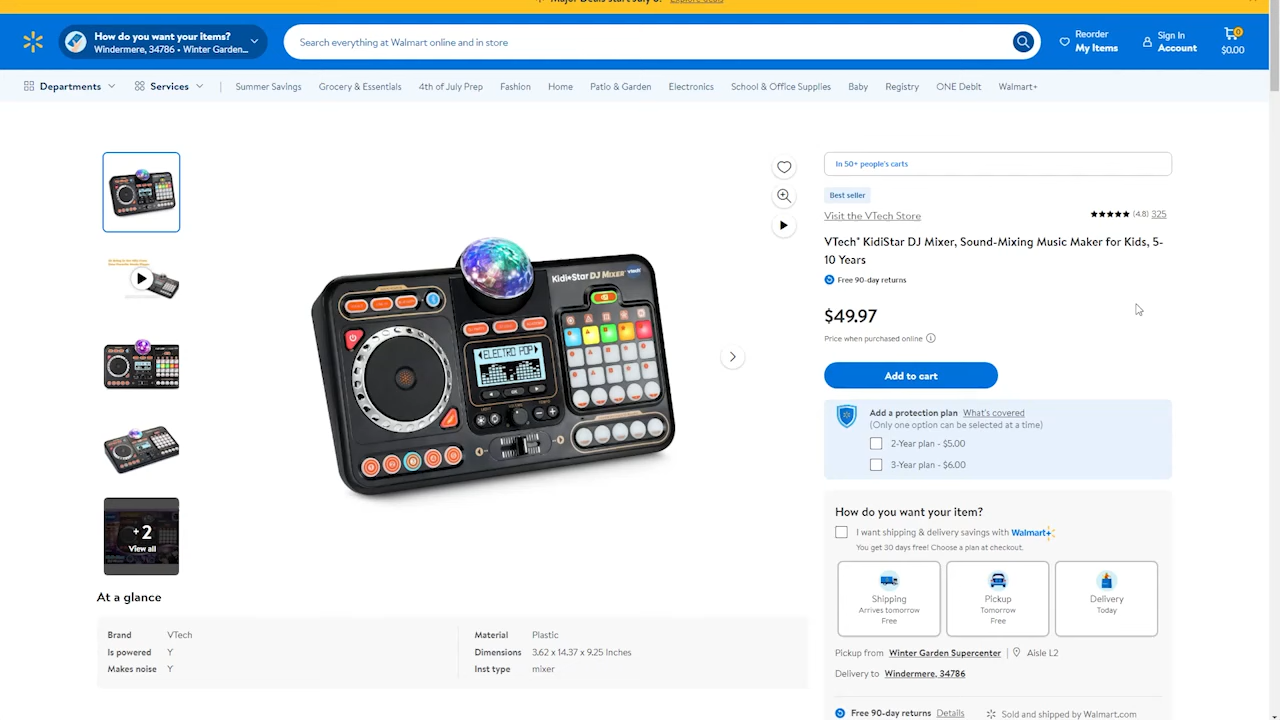 Major Deals start July 8. Explore deals
How do you want your items?
Windermere, 34786 • Winter Garden...
Search everything at Walmart online and in store
Reorder
My Items
Sign In
Account
0
$0.00
Departments
Services
Summer Savings
Grocery & Essentials
4th of July Prep
Fashion
Home
Patio & Garden
Electronics
School & Office Supplies
Baby
Registry
ONE Debit
Walmart+
+2
View all
KidiStar DJ MIXER vtech
ELECTRO POP
In 50+ people's carts
Best seller
Visit the VTech Store
(4.8) 325
VTech® KidiStar DJ Mixer, Sound-Mixing Music Maker for Kids, 5-
10 Years
Free 90-day returns
$49.97
Price when purchased online
Add to cart
Add a protection plan What's covered
(Only one option can be selected at a time)
2-Year plan - $5.00
3-Year plan - $6.00
How do you want your item?
I want shipping & delivery savings with Walmart+
You get 30 days free! Choose a plan at checkout.
Shipping
Arrives tomorrow
Free
Pickup
Tomorrow
Free
Delivery
Today
Pickup from Winter Garden Supercenter | Aisle L2
Delivery to Windermere, 34786
Free 90-day returns Details
Sold and shipped by Walmart.com
At a glance
Brand VTech
Is powered Y
Makes noise Y
Material Plastic
Dimensions 3.62 x 14.37 x 9.25 Inches
Inst type mixer